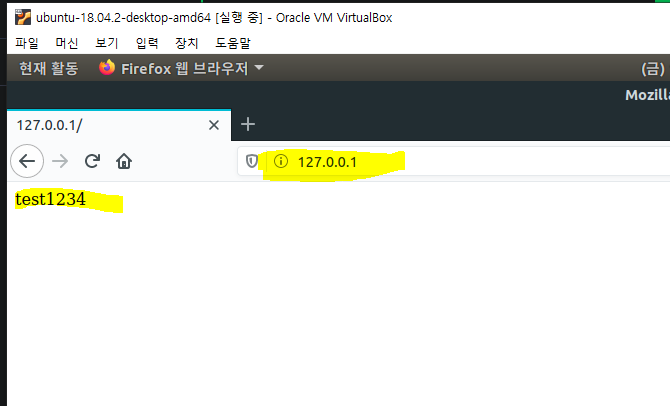 ubuntu-18.04.2-desktop-amd64 [실행 중] - Oracle VM VirtualBox
파일 머신 보기 입력 장치 도움말
현재 활동 Firefox 웹 브라우저 (금)
Mozilla
127.0.0.1/
127.0.0.1
test1234